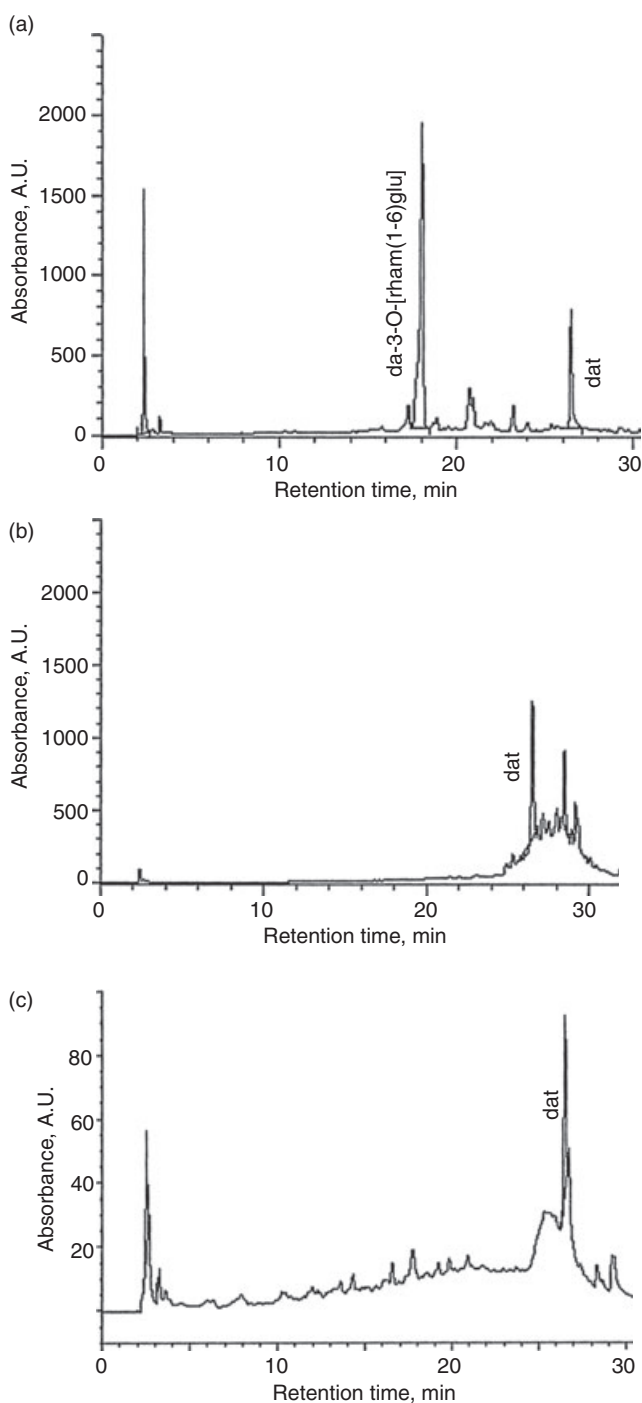 (a)
Absorbance, A.U.
2000
1500
1000
500
0
da-3-O-[rham(1-6)glu]
dat
0
10
20
30
Retention time, min
(b)
Absorbance, A.U.
2000
1500
1000
500
0
dat
0
10
20
30
Retention time, min
(c)
Absorbance, A.U.
80
60
40
20
dat
0
10
20
30
Retention time, min